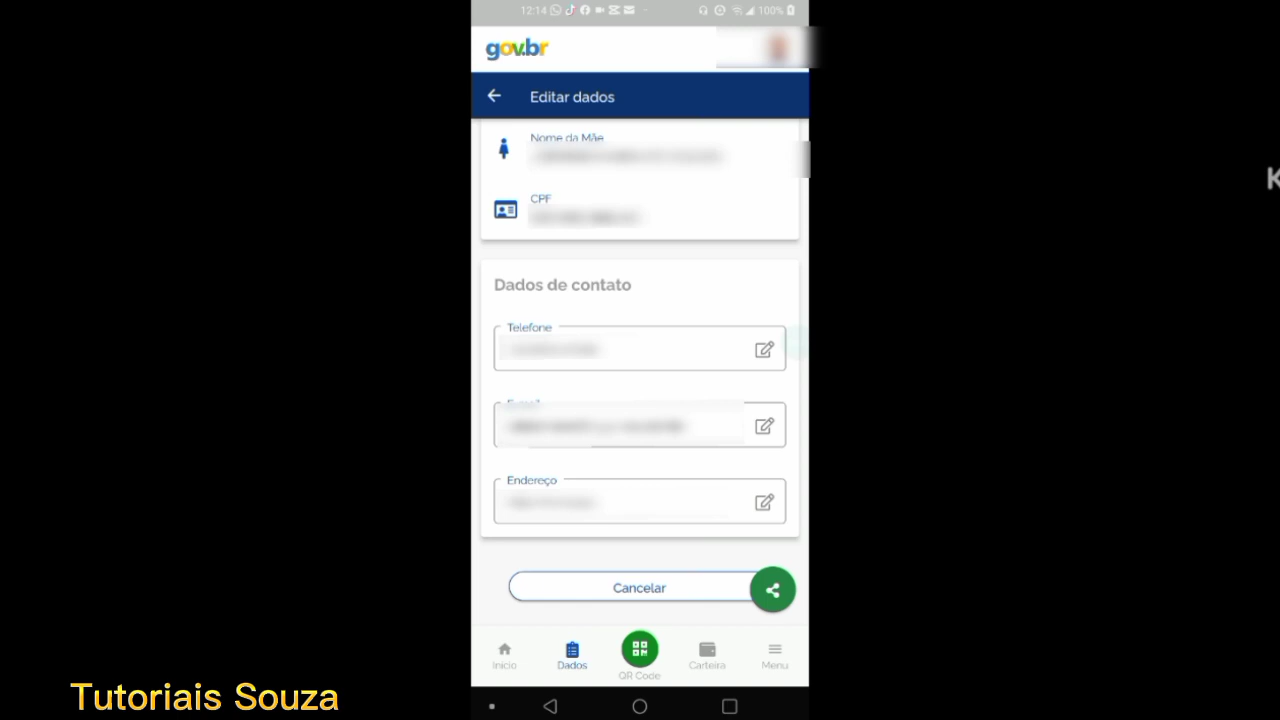 12:14
100%
gov.br
Editar dados
Nome da Mãe
CPF
Dados de contato
Telefone
Endereço
Cancelar
Início
Dados
QR Code
Carteira
Menu
Tutoriais Souza
K